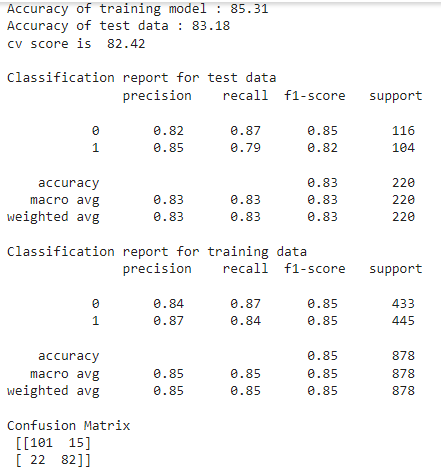 Accuracy of training model : 85.31
Accuracy of test data : 83.18
cv score is  82.42
Classification report for test data
precision recall f1-score support
0 0.82 0.87 0.85 116
1 0.85 0.79 0.82 104
accuracy 0.83 220
macro avg 0.83 0.83 0.83 220
weighted avg 0.83 0.83 0.83 220
Classification report for training data
precision recall f1-score support
0 0.84 0.87 0.85 433
1 0.87 0.84 0.85 445
accuracy 0.85 878
macro avg 0.85 0.85 0.85 878
weighted avg 0.85 0.85 0.85 878
Confusion Matrix
[[101 15]
[ 22 82]]